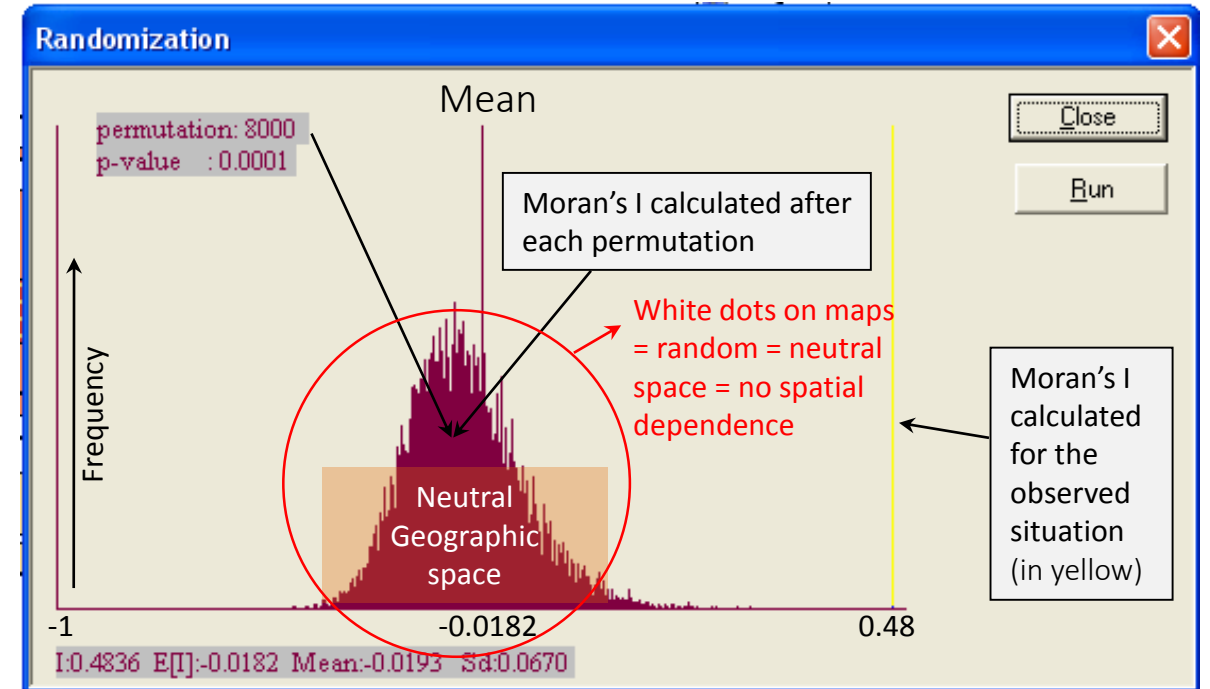 Randomization
Mean
permutation: 8000
p-value : 0.0001
Close
Run
Moran's I calculated after
each permutation
White dots on maps
= random = neutral
space = no spatial
dependence
Moran's I
calculated
for the
observed
situation
(in yellow)
Frequency
Neutral
Geographic
space
-1
-0.0182
0.48
I:0.4836 E[I]:-0.0182 Mean:-0.0193 Sd:0.0670